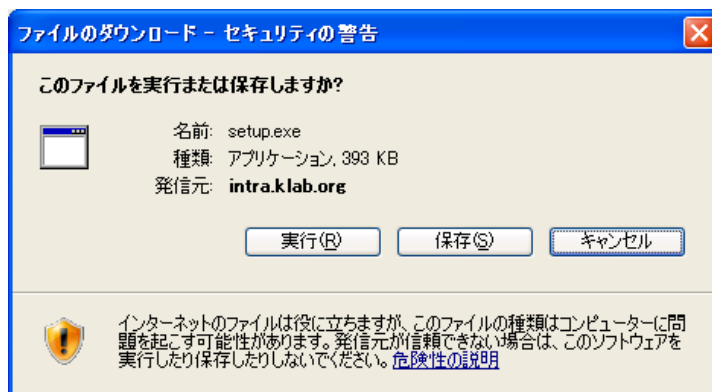 ファイルのダウンロード - セキュリティの警告
このファイルを実行または保存しますか?
名前: setup.exe
種類: アプリケーション, 393 KB
発信元: intra.klab.org
実行(R) 保存(S) キャンセル
インターネットのファイルは役に立ちますが、このファイルの種類はコンピューターに問
題を起こす可能性があります。発信元が信頼できない場合は、このソフトウェアを
実行したり保存したりしないでください。危険性の説明